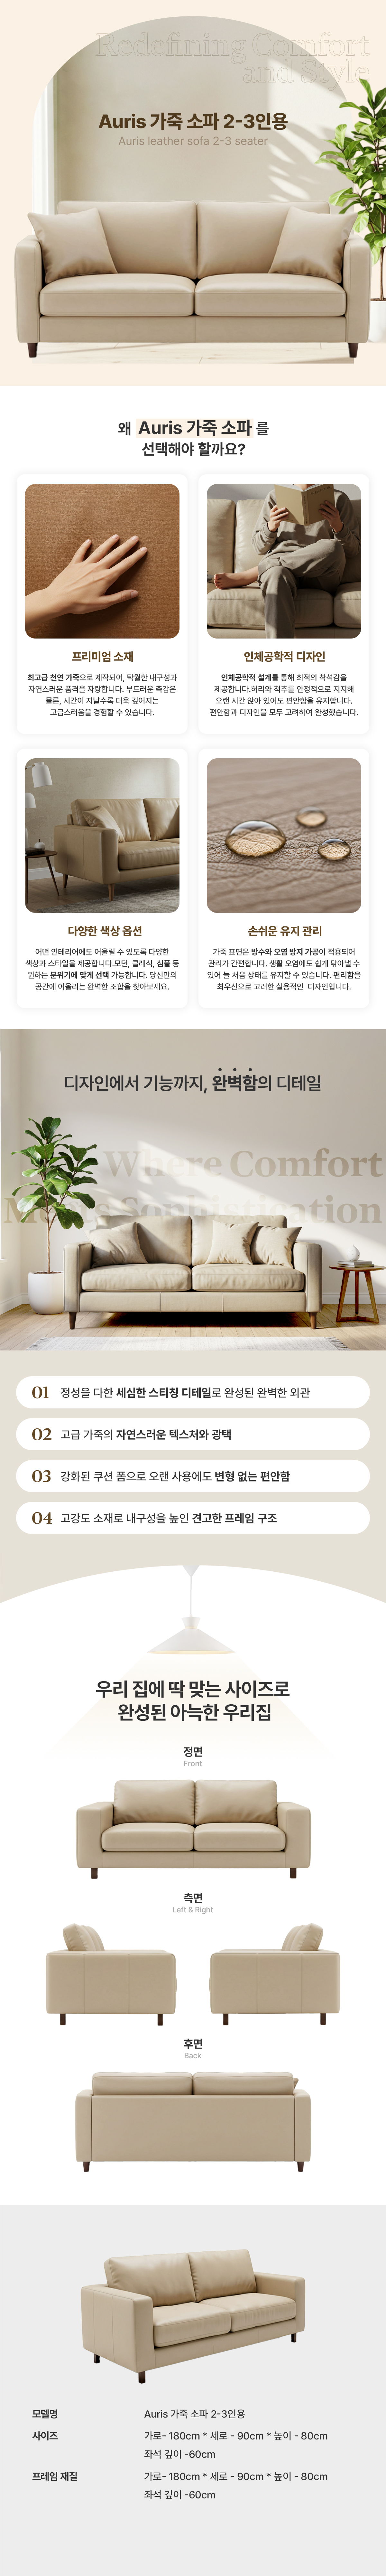 Redefining Comfort
and Style
Auris 가죽 소파 2-3인용
Auris leather sofa 2-3 seater
왜 Auris 가죽 소파 를
선택해야 할까요?
프리미엄 소재
최고급 천연 가죽으로 제작되어, 탁월한 내구성과
자연스러운 품격을 자랑합니다. 부드러운 촉감은
물론, 시간이 지날수록 더욱 깊어지는
고급스러움을 경험할 수 있습니다.
인체공학적 디자인
인체공학적 설계를 통해 최적의 착석감을
제공합니다.허리와 척추를 안정적으로 지지해
오랜 시간 앉아 있어도 편안함을 유지합니다.
편안함과 디자인을 모두 고려하여 완성했습니다.
다양한 색상 옵션
어떤 인테리어에도 어울릴 수 있도록 다양한
색상과 스타일을 제공합니다.모던, 클래식, 심플 등
원하는 분위기에 맞게 선택 가능합니다. 당신만의
공간에 어울리는 완벽한 조합을 찾아보세요.
손쉬운 유지 관리
가죽 표면은 방수와 오염 방지 가공이 적용되어
관리가 간편합니다. 생활 오염에도 쉽게 닦아낼 수
있어 늘 처음 상태를 유지할 수 있습니다. 편리함을
최우선으로 고려한 실용적인 디자인입니다.
디자인에서 기능까지, 완벽함의 디테일
Where Comfort
Meets Sophistication
01 정성을 다한 세심한 스티칭 디테일로 완성된 완벽한 외관
02 고급 가죽의 자연스러운 텍스처와 광택
03 강화된 쿠션 폼으로 오랜 사용에도 변형 없는 편안함
04 고강도 소재로 내구성을 높인 견고한 프레임 구조
우리 집에 딱 맞는 사이즈로
완성된 아늑한 우리집
정면
Front
측면
Left & Right
후면
Back
모델명 Auris 가죽 소파 2-3인용
사이즈 가로- 180cm * 세로 - 90cm * 높이 - 80cm
좌석 깊이 -60cm
프레임 재질 가로- 180cm * 세로 - 90cm * 높이 - 80cm
좌석 깊이 -60cm